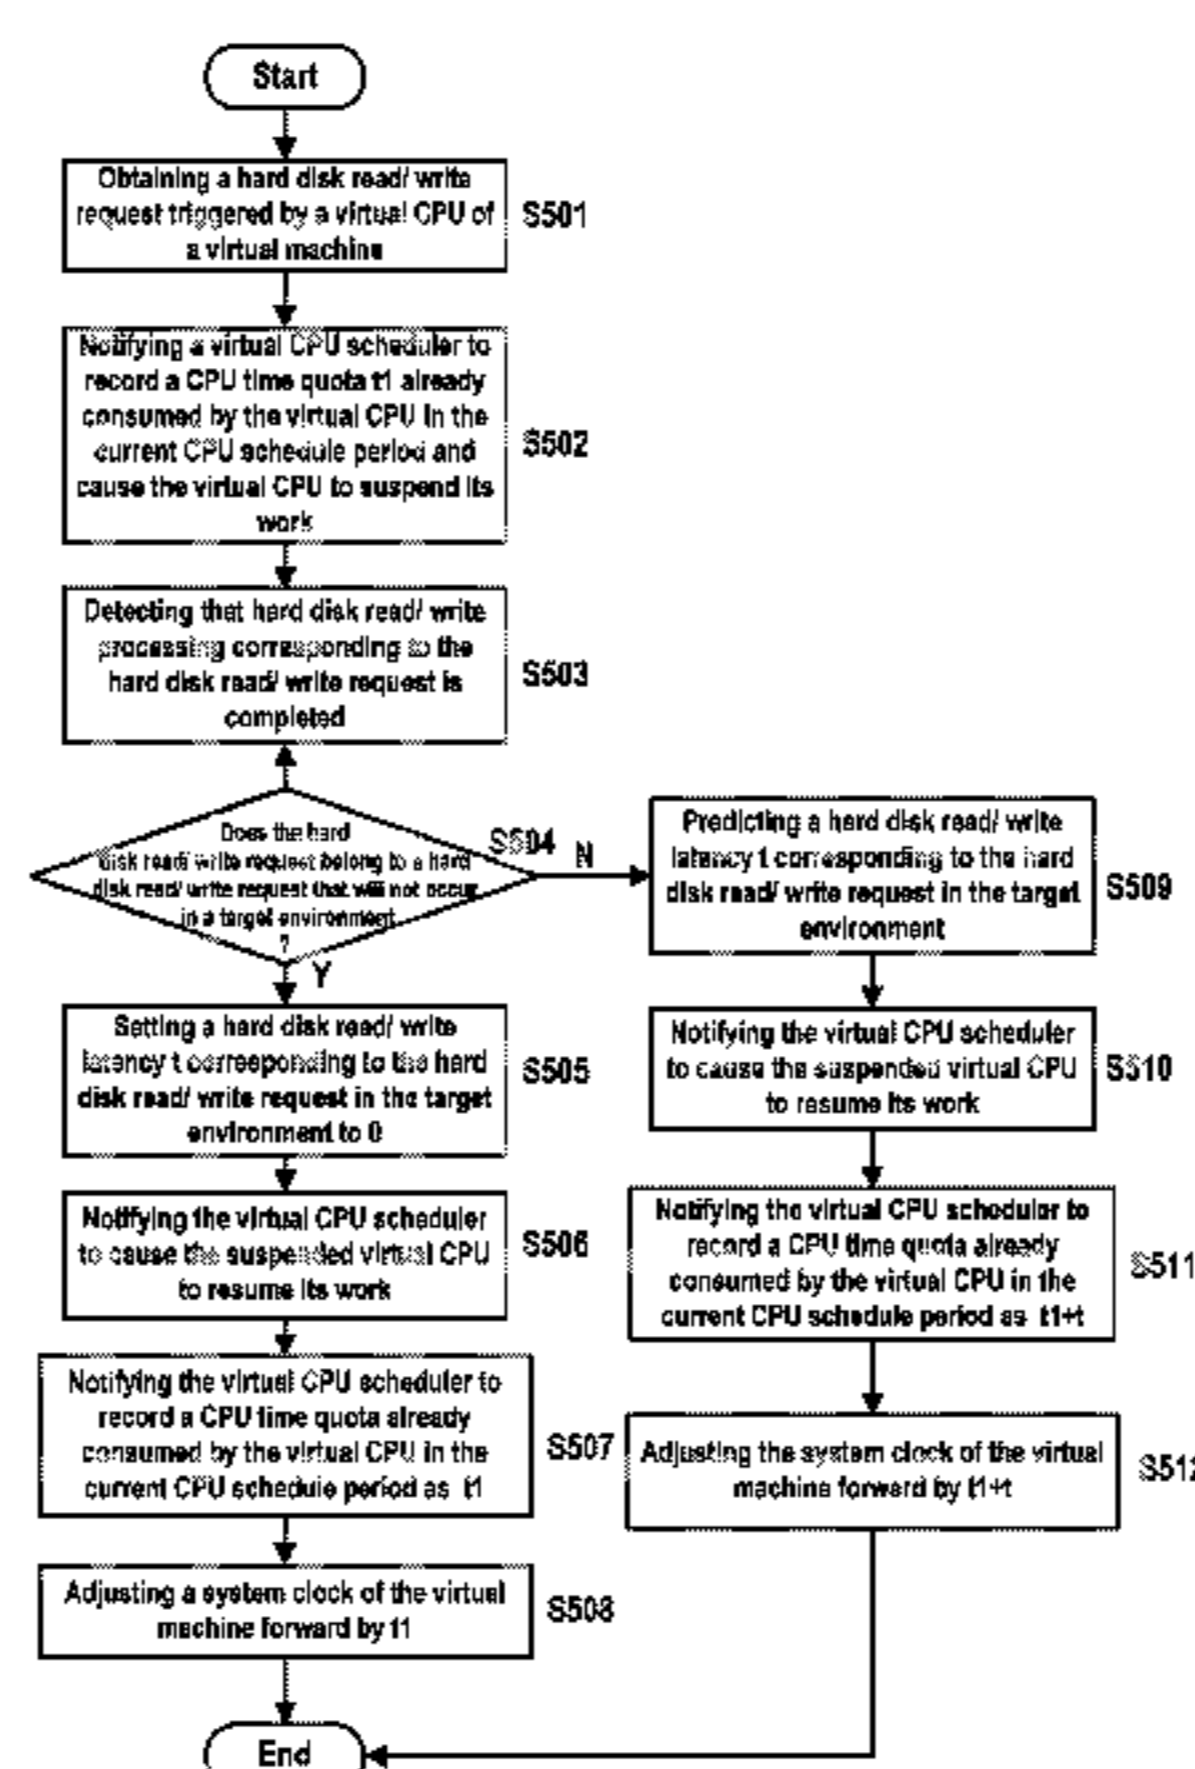 Start
Obtaining a hard disk read/ write
request triggered by a virtual CPU of
a virtual machine
S501
Notifying a virtual CPU scheduler to
record a CPU time quota t1 already
consumed by the virtual CPU in the
current CPU schedule period and
cause the virtual CPU to suspend its
work
S502
Detecting that hard disk read/ write
processing corresponding to the
hard disk read/ write request is
completed
S503
Does the hard
disk read/ write request belong to a hard
disk read/ write request that will not occur
in a target environment
?
S504
N
Y
Setting a hard disk read/ write
latency t corresponding to the hard
disk read/ write request in the target
environment to 0
S505
Notifying the virtual CPU scheduler
to cause the suspended virtual CPU
to resume its work
S506
Notifying the virtual CPU scheduler to
record a CPU time quota already
consumed by the virtual CPU in the
current CPU schedule period as t1
S507
Adjusting a system clock of the virtual
machine forward by t1
S508
Predicting a hard disk read/ write
latency t corresponding to the hard
disk read/ write request in the target
environment
S509
Notifying the virtual CPU scheduler
to cause the suspended virtual CPU
to resume its work
S510
Notifying the virtual CPU scheduler to
record a CPU time quota already
consumed by the virtual CPU in the
current CPU schedule period as t1+t
S511
Adjusting the system clock of the virtual
machine forward by t1+t
S512
End